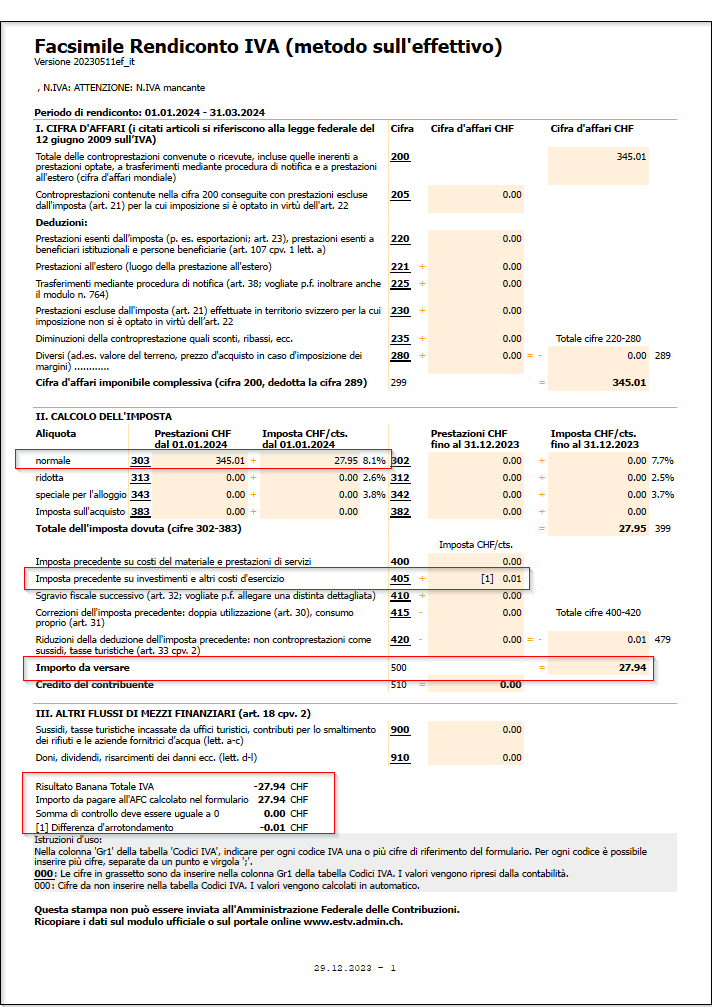 Facsimile Rendiconto IVA (metodo sull'effettivo)
Versione 20230511ef_it
, N.IVA: ATTENZIONE: N.IVA mancante
Periodo di rendiconto: 01.01.2024 - 31.03.2024
I. CIFRA D'AFFARI (i citati articoli si riferiscono alla legge federale del Cifra Cifra d'affari CHF Cifra d'affari CHF
12 giugno 2009 sull'IVA)
Totale delle controprestazioni convenute o ricevute, incluse quelle inerenti a 200 345.01
prestazioni optate, a trasferimenti mediante procedura di notifica e a prestazioni
all'estero (cifra d'affari mondiale)
Controprestazioni contenute nella cifra 200 conseguite con prestazioni escluse 205 0.00
dall'imposta (art. 21) per la cui imposizione si è optato in virtù dell'art. 22
Deduzioni:
Prestazioni esenti dall'imposta (p. es. esportazioni; art. 23), prestazioni esenti a 220 0.00
beneficiari istituzionali e persone beneficiarie (art. 107 cpv. 1 lett. a)
Prestazioni all'estero (luogo della prestazione all'estero) 221 + 0.00
Trasferimenti mediante procedura di notifica (art. 38; vogliate p.f. inoltrare anche 225 + 0.00
il modulo n. 764)
Prestazioni escluse dall'imposta (art. 21) effettuate in territorio svizzero per la cui 230 + 0.00
imposizione non si è optato in virtù dell'art. 22
Diminuzioni della controprestazione quali sconti, ribassi, ecc. 235 + 0.00 Totale cifre 220-280
Diversi (ad.es. valore del terreno, prezzo d'acquisto in caso d'imposizione dei 280 + 0.00 = - 0.00 289
margini) ............
Cifra d'affari imponibile complessiva (cifra 200, dedotta la cifra 289) 299 = 345.01
II. CALCOLO DELL'IMPOSTA
Aliquota Prestazioni CHF Imposta CHF/cts. Prestazioni CHF Imposta CHF/cts.
dal 01.01.2024 dal 01.01.2024 fino al 31.12.2023 fino al 31.12.2023
normale 303 345.01 + 27.95 8.1% 302 0.00 + 0.00 7.7%
ridotta 313 0.00 + 0.00 2.6% 312 0.00 + 0.00 2.5%
speciale per l'alloggio 343 0.00 + 0.00 3.8% 342 0.00 + 0.00 3.7%
Imposta sull'acquisto 383 0.00 + 0.00 382 0.00 + 0.00
Totale dell'imposta dovuta (cifre 302-383) = 27.95 399
Imposta CHF/cts.
Imposta precedente su costi del materiale e prestazioni di servizi 400 0.00
Imposta precedente su investimenti e altri costi d'esercizio 405 + [1] 0.01
Sgravio fiscale successivo (art. 32; vogliate p.f. allegare una distinta dettagliata) 410 + 0.00
Correzioni dell'imposta precedente: doppia utilizzazione (art. 30), consumo 415 - 0.00 Totale cifre 400-420
proprio (art. 31)
Riduzioni della deduzione dell'imposta precedente: non controprestazioni come 420 - 0.00 = - 0.01 479
sussidi, tasse turistiche (art. 33 cpv. 2)
Importo da versare 500 = 27.94
Credito del contribuente 510 = 0.00
III. ALTRI FLUSSI DI MEZZI FINANZIARI (art. 18 cpv. 2)
Sussidi, tasse turistiche incassate da uffici turistici, contributi per lo smaltimento 900 0.00
dei rifiuti e le aziende fornitrici d'acqua (lett. a-c)
Doni, dividendi, risarcimenti dei danni ecc. (lett. d-l) 910 0.00
Risultato Banana Totale IVA -27.94 CHF
Importo da pagare all'AFC calcolato nel formulario 27.94 CHF
Somma di controllo deve essere uguale a 0 0.00 CHF
[1] Differenza d'arrotondamento -0.01 CHF
Istruzioni d'uso:
Nella colonna 'Gr1' della tabella 'Codici IVA', indicare per ogni codice IVA una o più cifre di riferimento del formulario. Per ogni codice è possibile
inserire più cifre, separate da un punto e virgola ';'.
000: Le cifre in grassetto sono da inserire nella colonna Gr1 della tabella Codici IVA. I valori vengono ripresi dalla contabilità.
000: Cifre da non inserire nella tabella Codici IVA. I valori vengono calcolati in automatico.
Questa stampa non può essere inviata all'Amministrazione Federale delle Contribuzioni.
Ricopiare i dati sul modulo ufficiale o sul portale online www.estv.admin.ch.
29.12.2023 - 1